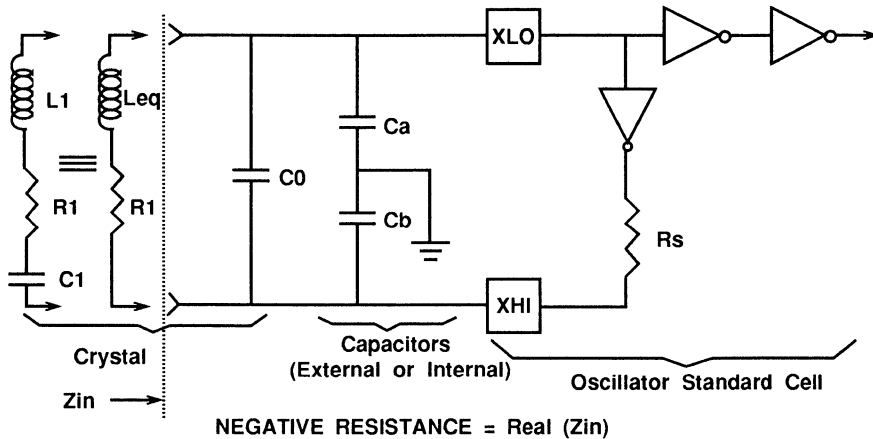 XLO
L1
Leq
Ca
C0
R1
R1
Cb
Rs
C1
XHI
Crystal
Capacitors
(External or Internal)
Oscillator Standard Cell
Zin
NEGATIVE RESISTANCE = Real (Zin)